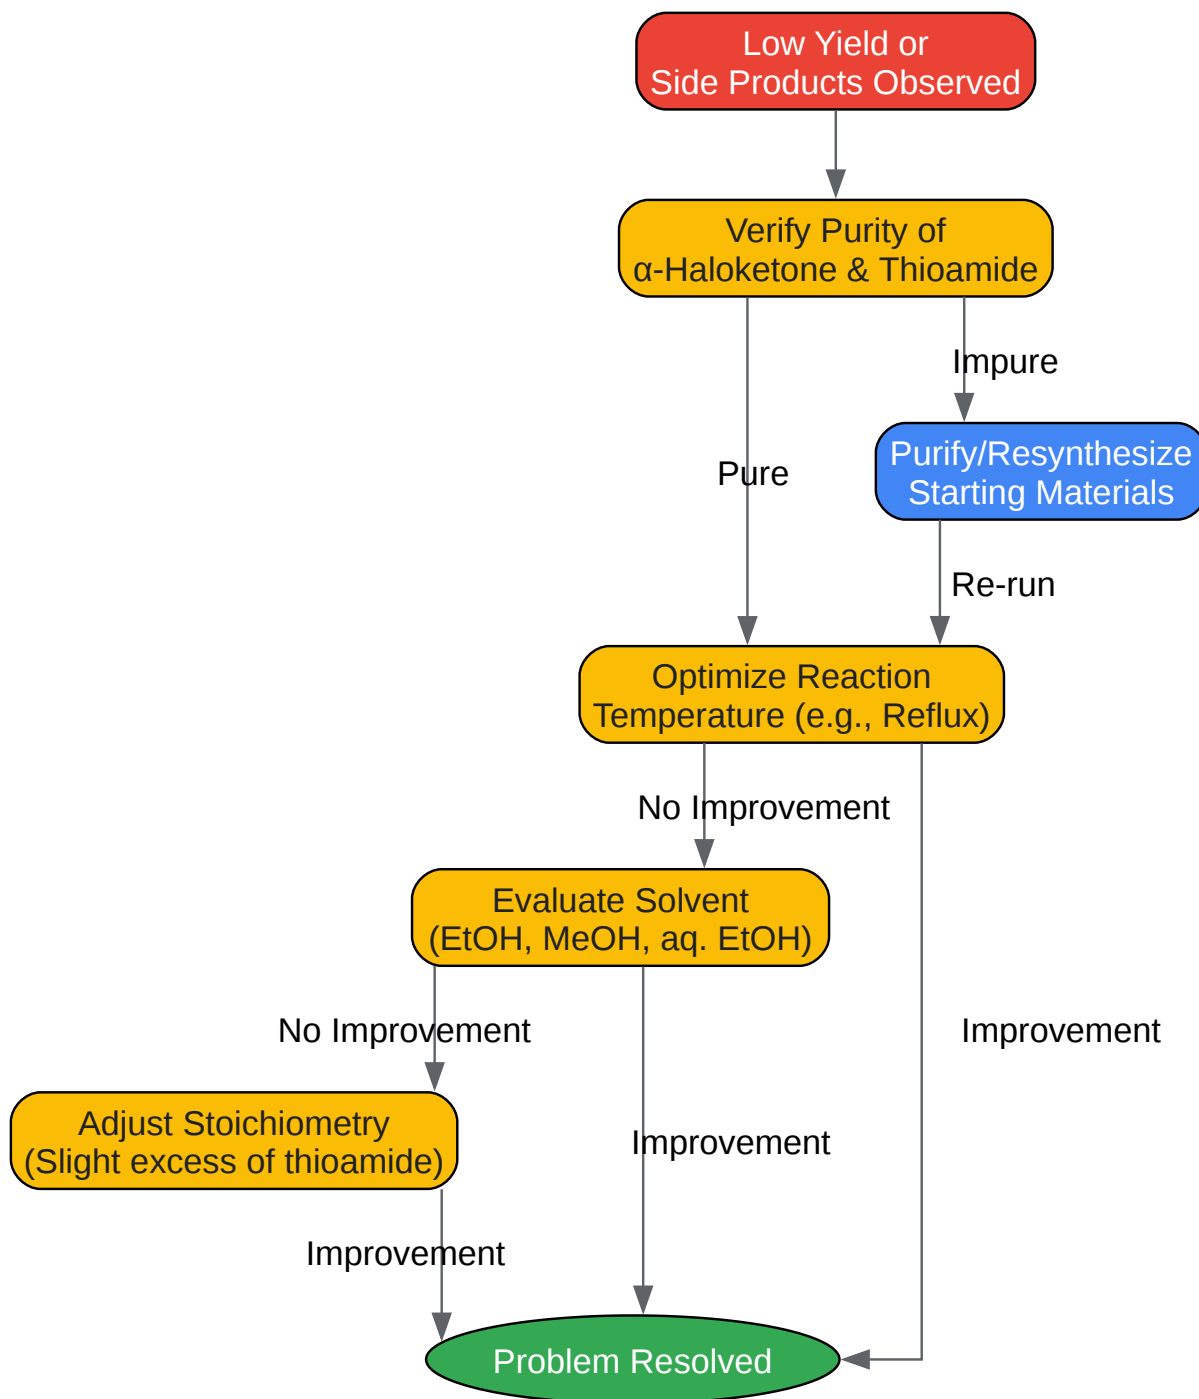 Low Yield or
Side Products Observed
Verify Purity of
α-Haloketone & Thioamide
Impure
Pure
Purify/Resynthesize
Starting Materials
Re-run
Optimize Reaction
Temperature (e.g., Reflux)
No Improvement
Evaluate Solvent
(EtOH, MeOH, aq. EtOH)
No Improvement
Improvement
Adjust Stoichiometry
(Slight excess of thioamide)
Improvement
Improvement
Problem Resolved